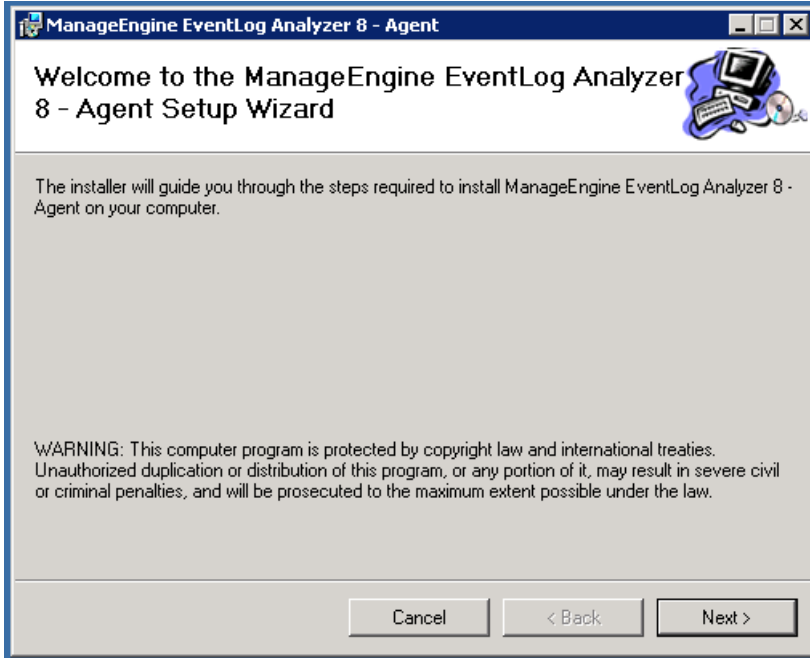 ManageEngine EventLog Analyzer 8 - Agent
Welcome to the ManageEngine EventLog Analyzer
8 - Agent Setup Wizard
The installer will guide you through the steps required to install ManageEngine EventLog Analyzer 8 -
Agent on your computer.
WARNING: This computer program is protected by copyright law and international treaties.
Unauthorized duplication or distribution of this program, or any portion of it, may result in severe civil
or criminal penalties, and will be prosecuted to the maximum extent possible under the law.
Cancel < Back Next >